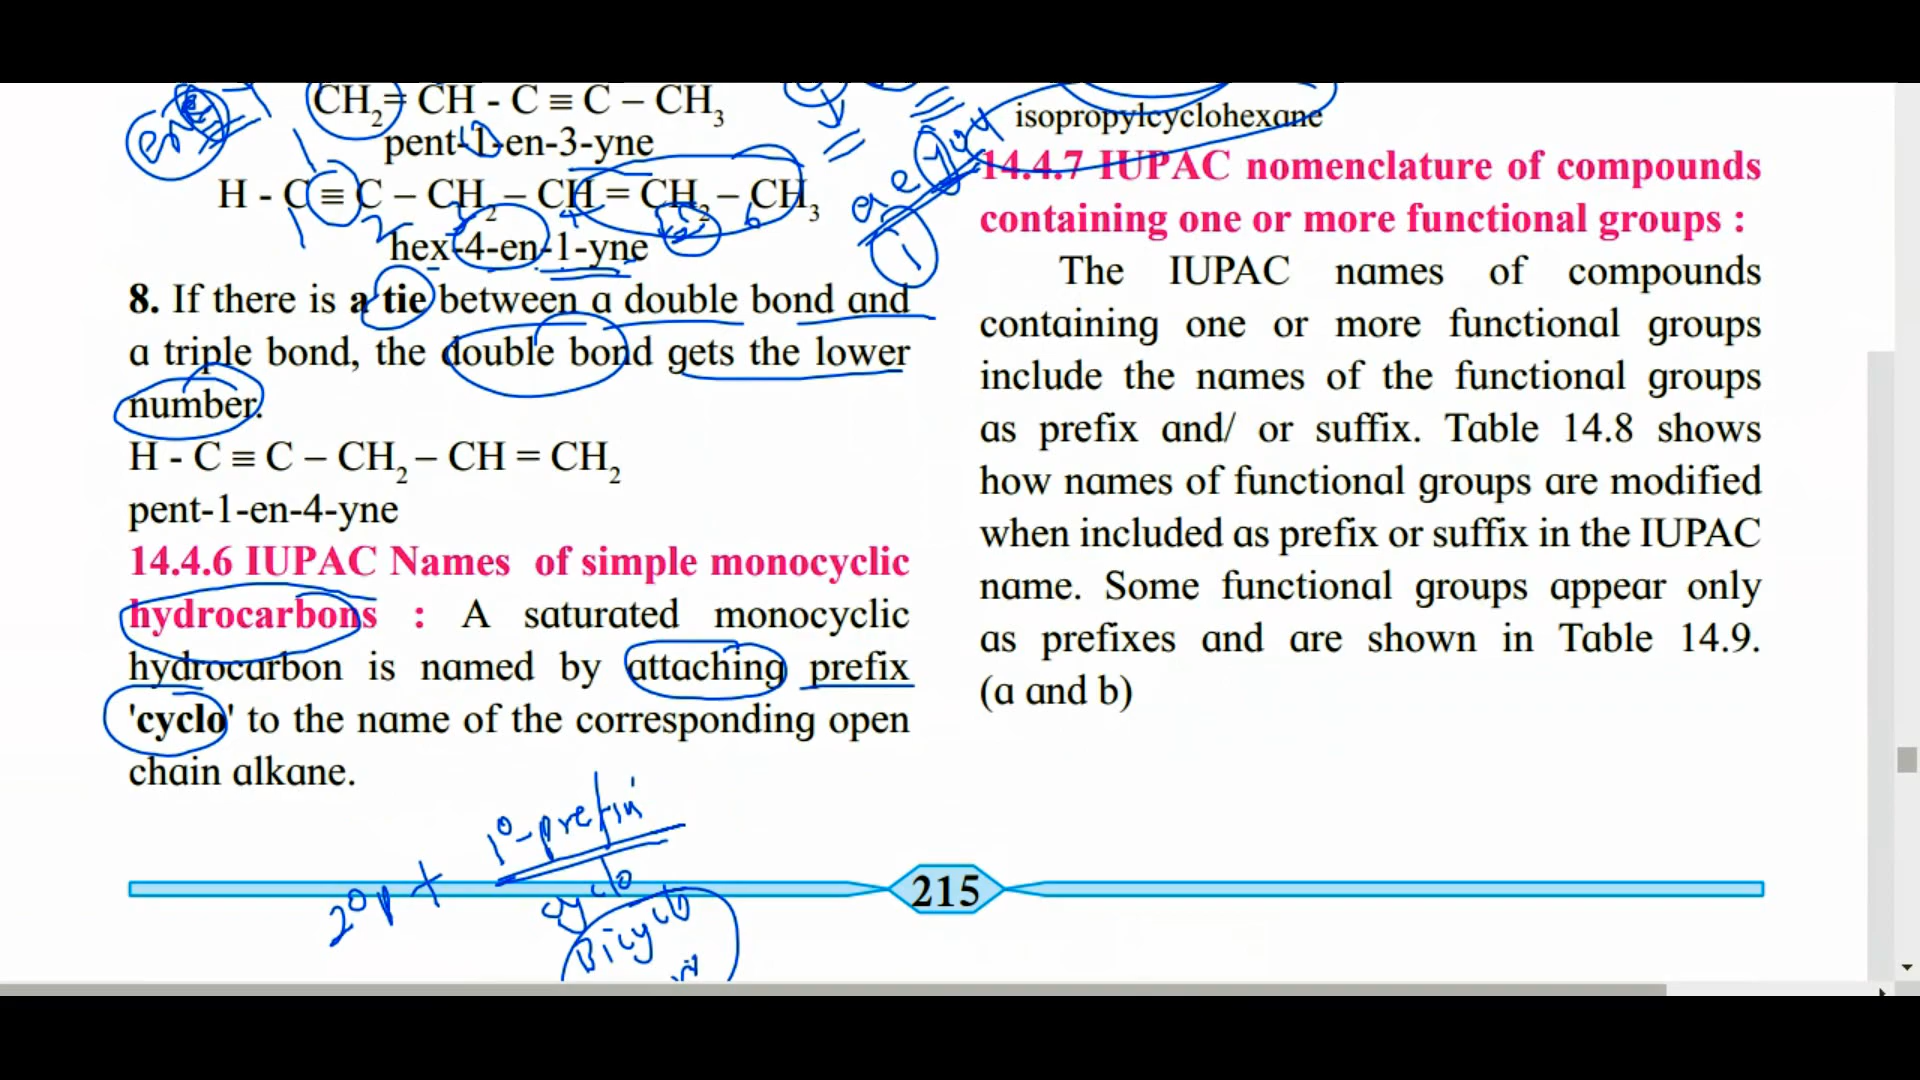 CH₂= CH - C ≡ C – CH₃
pent-1-en-3-yne
H - C ≡ C – CH₂ – CH = CH₂ – CH₃
hex-4-en-1-yne
8. If there is a tie between a double bond and
a triple bond, the double bond gets the lower
number.
H - C ≡ C – CH₂ – CH = CH₂
pent-1-en-4-yne
14.4.6 IUPAC Names of simple monocyclic
hydrocarbons : A saturated monocyclic
hydrocarbon is named by attaching prefix
'cyclo' to the name of the corresponding open
chain alkane.
1°-prefix
2°p +
cyclo
Bicyclo
isopropylcyclohexane
14.4.7 IUPAC nomenclature of compounds
containing one or more functional groups :
The IUPAC names of compounds
containing one or more functional groups
include the names of the functional groups
as prefix and/ or suffix. Table 14.8 shows
how names of functional groups are modified
when included as prefix or suffix in the IUPAC
name. Some functional groups appear only
as prefixes and are shown in Table 14.9.
(a and b)
215